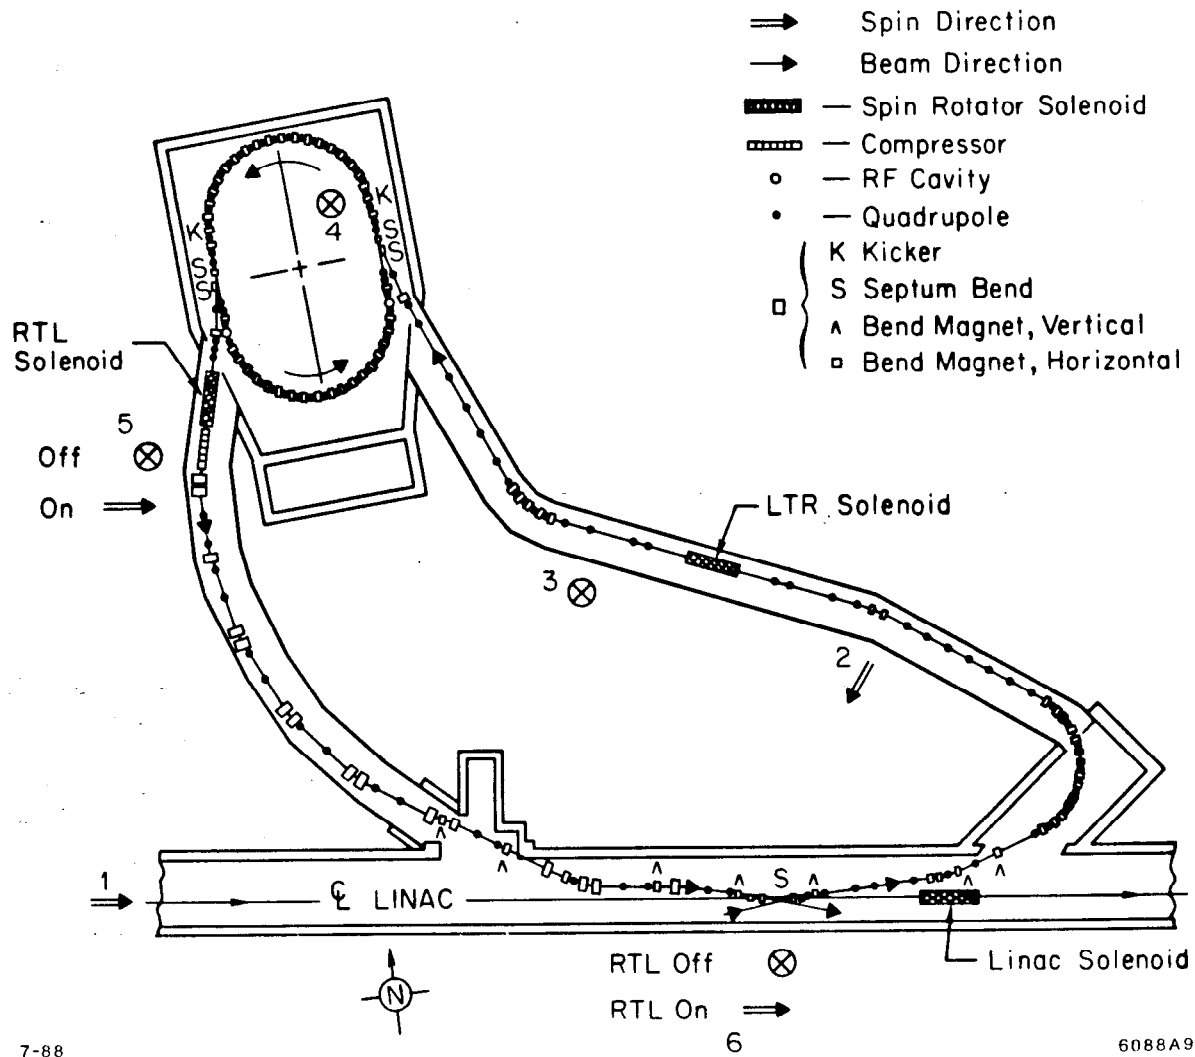 Spin Direction
Beam Direction
— Spin Rotator Solenoid
— Compressor
— RF Cavity
— Quadrupole
K Kicker
S Septum Bend
^ Bend Magnet, Vertical
Bend Magnet, Horizontal
K
K
4
S
S
S
S
RTL
Solenoid
5
Off
On
LTR Solenoid
3
2
^
^
^
^
S
^
^
^
1
℄ LINAC
RTL Off
Linac Solenoid
N
RTL On
6
7-88
6088A9